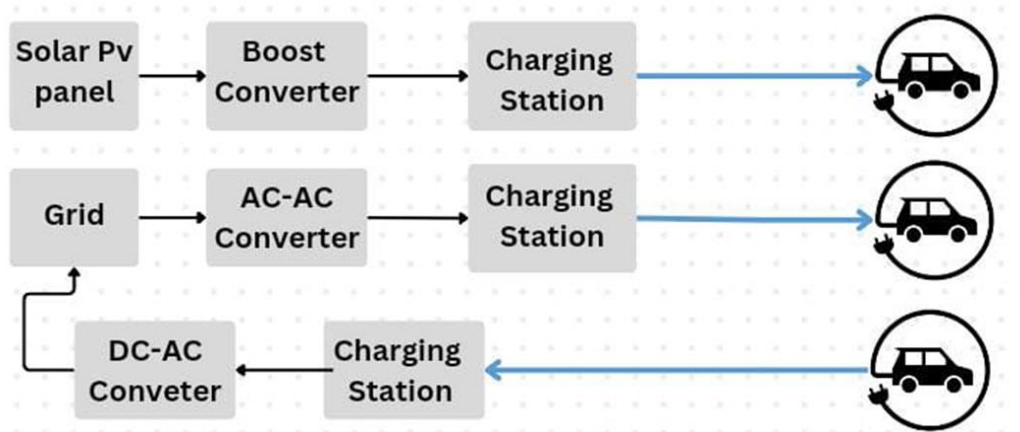 Solar Pv
panel
Boost
Converter
Charging
Station
Grid
AC-AC
Converter
Charging
Station
DC-AC
Conveter
Charging
Station